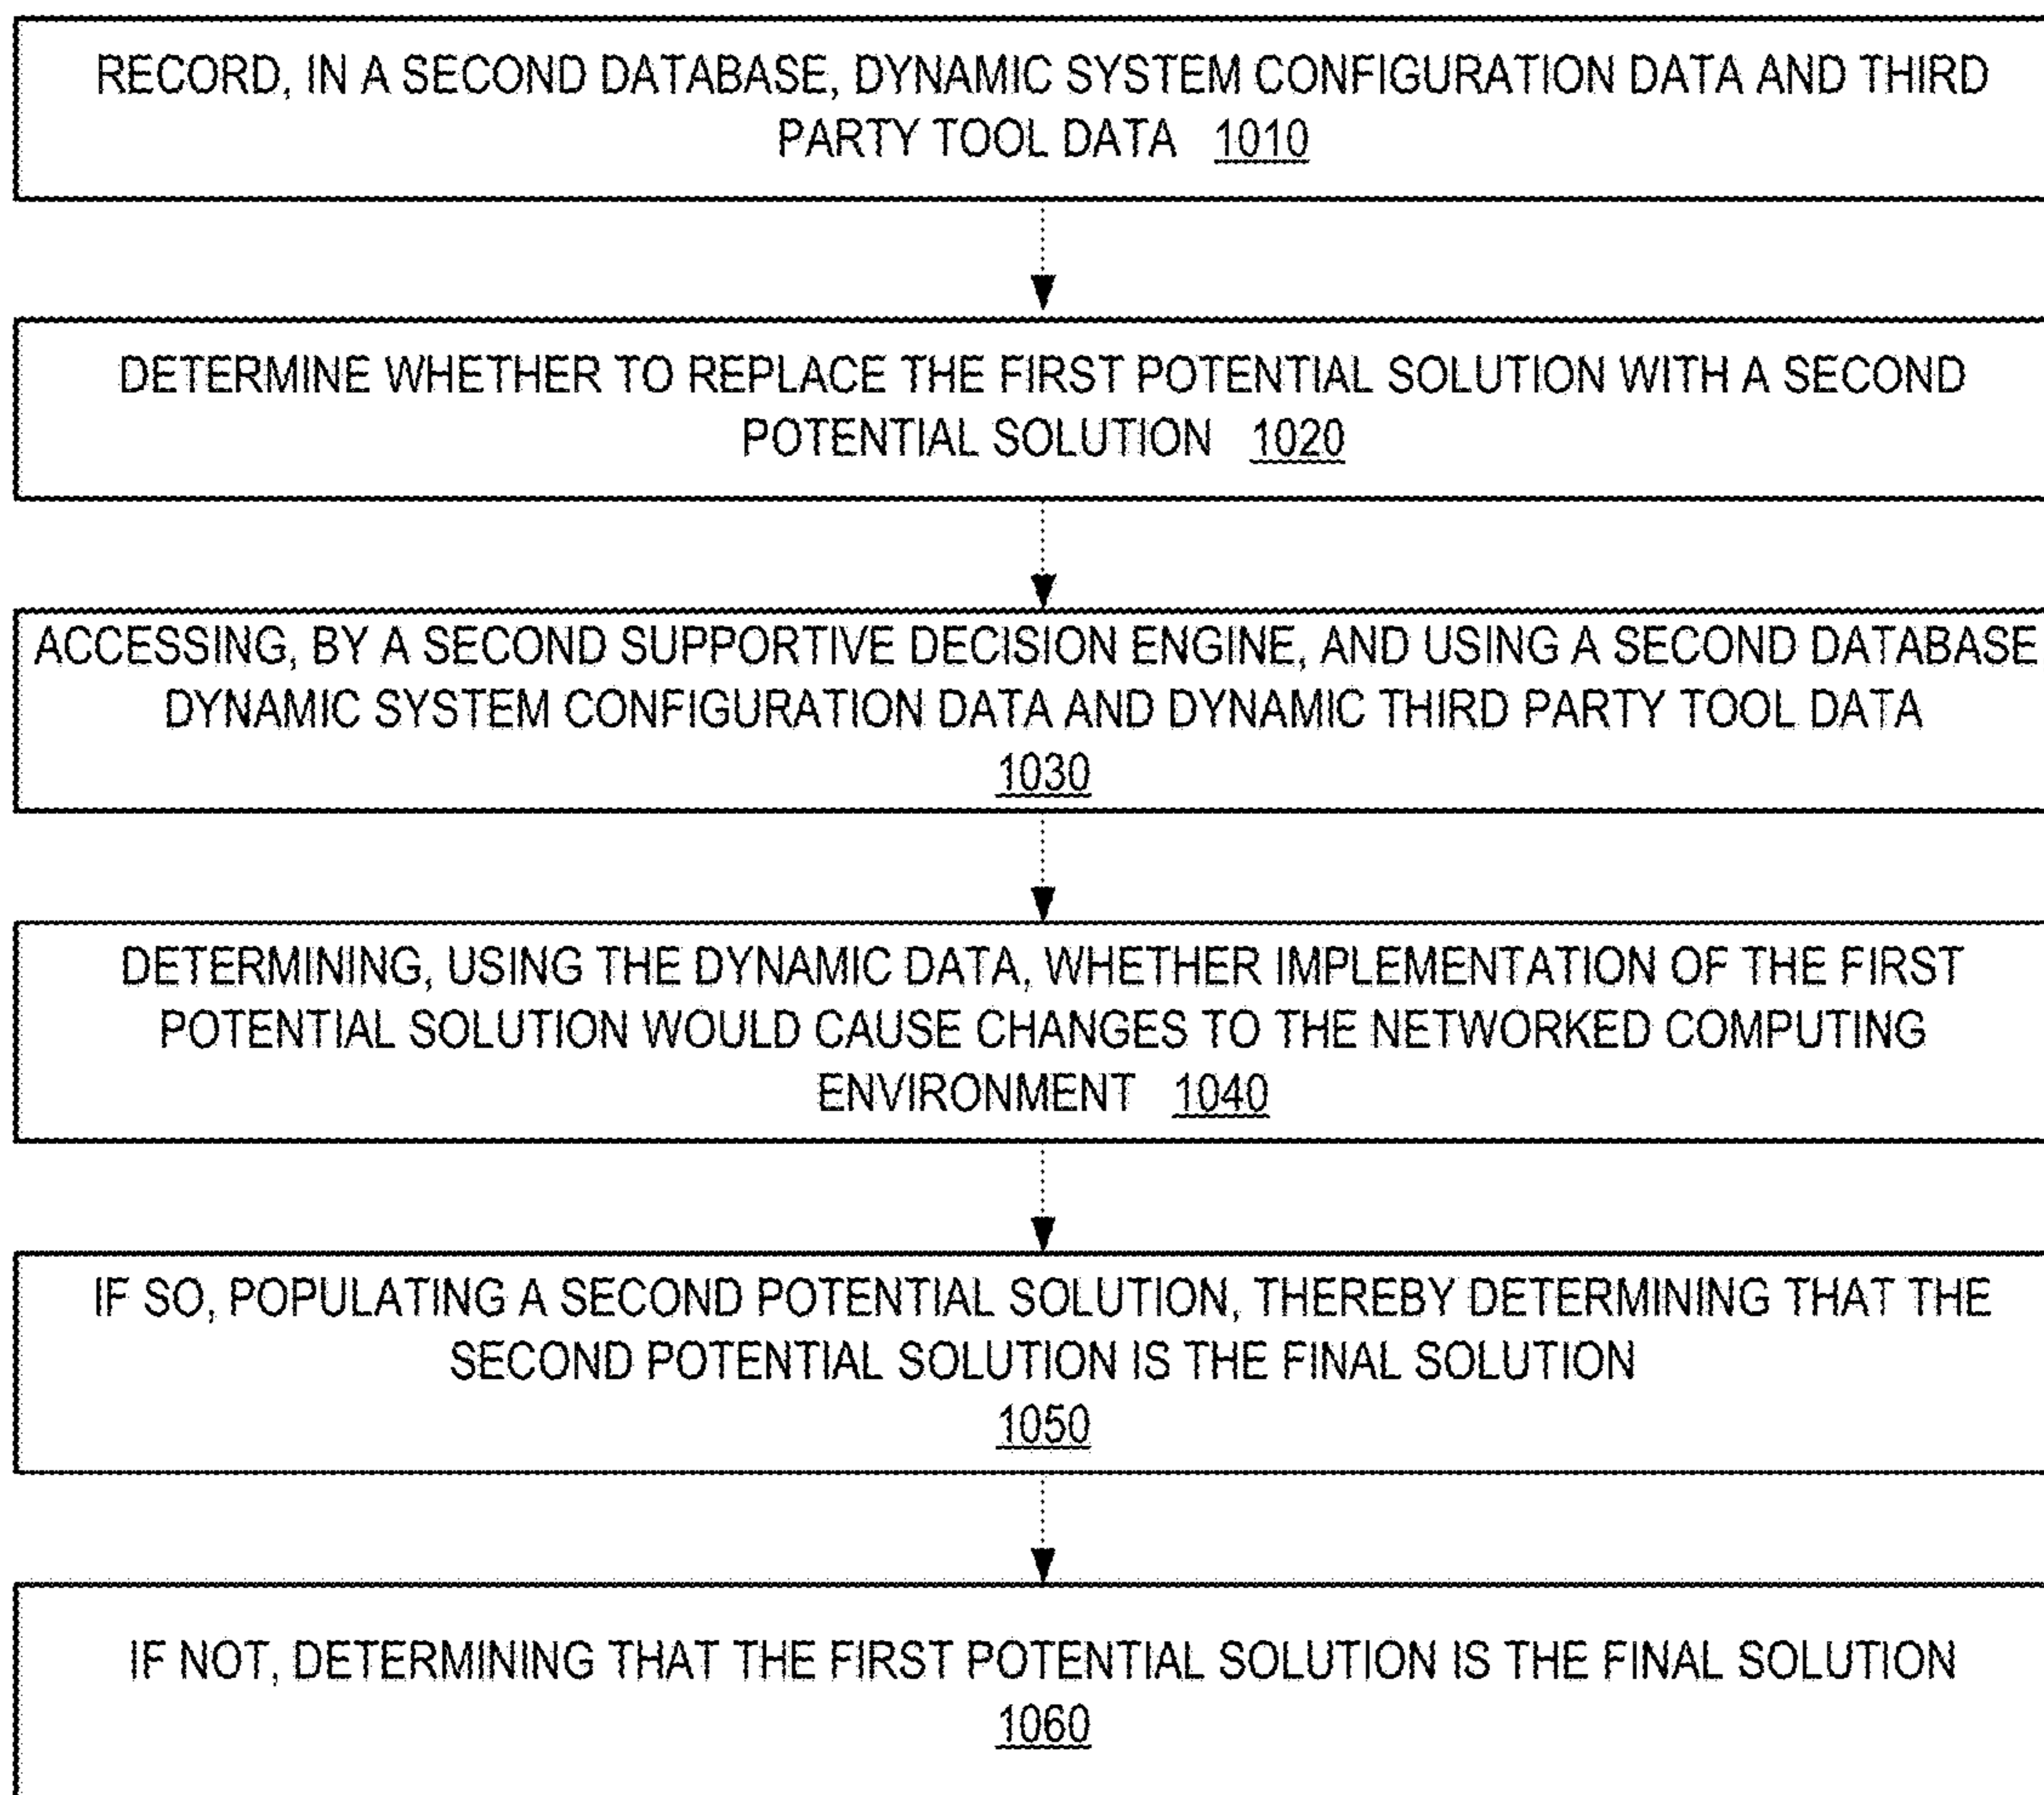 RECORD, IN A SECOND DATABASE, DYNAMIC SYSTEM CONFIGURATION DATA AND THIRD
PARTY TOOL DATA 1010
DETERMINE WHETHER TO REPLACE THE FIRST POTENTIAL SOLUTION WITH A SECOND
POTENTIAL SOLUTION 1020
ACCESSING, BY A SECOND SUPPORTIVE DECISION ENGINE, AND USING A SECOND DATABASE
DYNAMIC SYSTEM CONFIGURATION DATA AND DYNAMIC THIRD PARTY TOOL DATA
1030
DETERMINING, USING THE DYNAMIC DATA, WHETHER IMPLEMENTATION OF THE FIRST
POTENTIAL SOLUTION WOULD CAUSE CHANGES TO THE NETWORKED COMPUTING
ENVIRONMENT 1040
IF SO, POPULATING A SECOND POTENTIAL SOLUTION, THEREBY DETERMINING THAT THE
SECOND POTENTIAL SOLUTION IS THE FINAL SOLUTION
1050
IF NOT, DETERMINING THAT THE FIRST POTENTIAL SOLUTION IS THE FINAL SOLUTION
1060